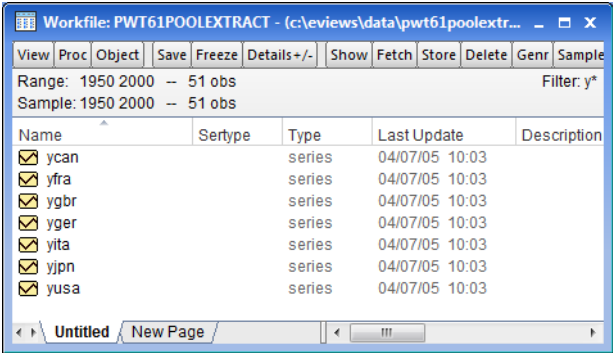 Workfile: PWT61POOLEXTRACT - (c:\eviews\data\pwt61poolextr...
View Proc Object Save Freeze Details+/- Show Fetch Store Delete Genr Sample
Range: 1950 2000 -- 51 obs Filter: y*
Sample: 1950 2000 -- 51 obs
Name Sertype Type Last Update Description
ycan series 04/07/05 10:03
yfra series 04/07/05 10:03
ygbr series 04/07/05 10:03
yger series 04/07/05 10:03
yita series 04/07/05 10:03
yjpn series 04/07/05 10:03
yusa series 04/07/05 10:03
Untitled New Page